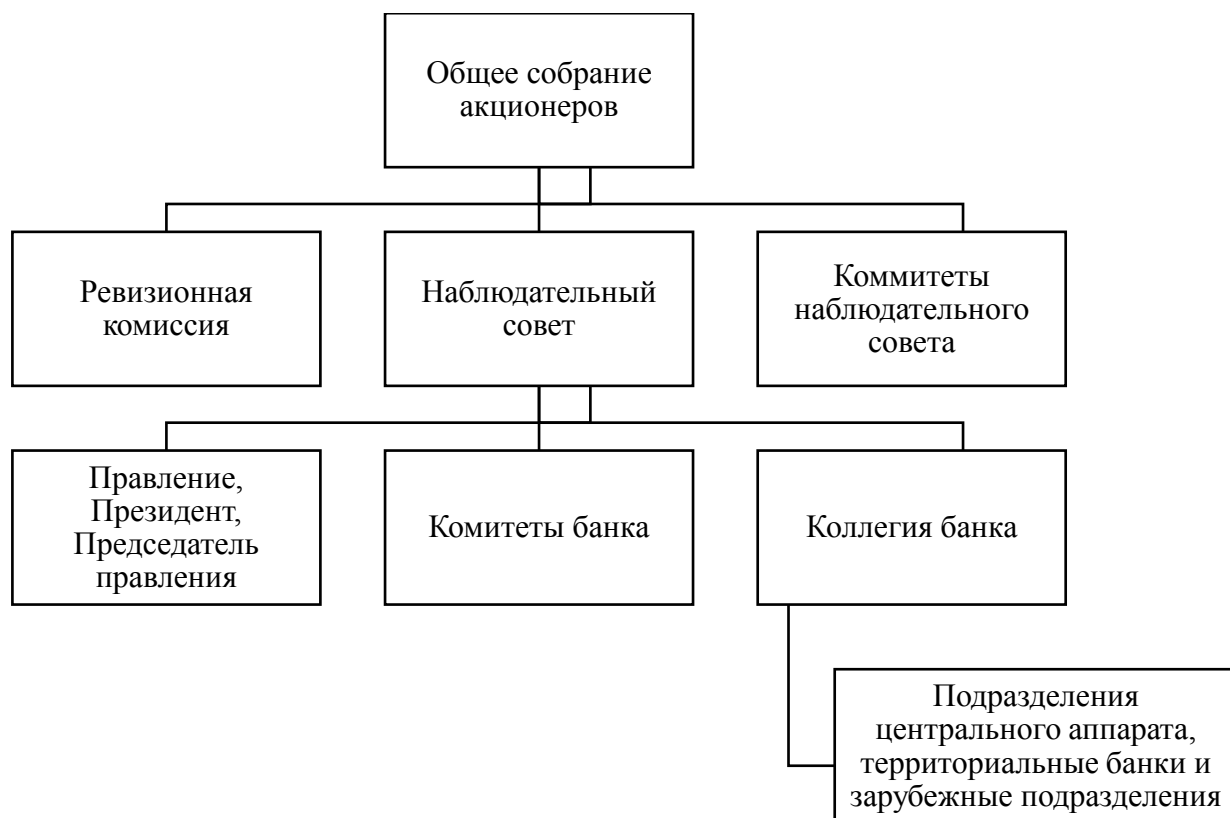 Общее собрание
акционеров
Ревизионная
комиссия
Наблюдательный
совет
Коммитеты
наблюдательного
совета
Правление,
Президент,
Председатель
правления
Комитеты банка
Коллегия банка
Подразделения
центрального аппарата,
территориальные банки и
зарубежные подразделения